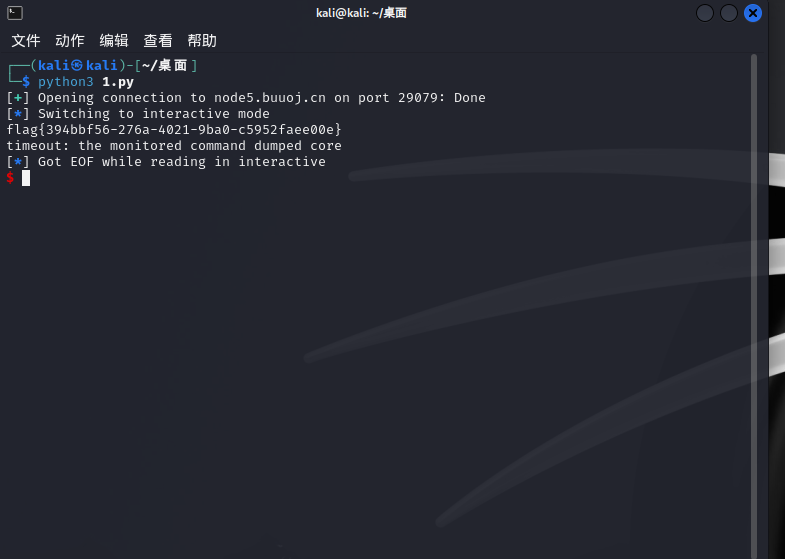 kali@kali: ~/桌面
文件 动作 编辑 查看 帮助
┌──(kali㉿kali)-[~/桌面]
└─$ python3 1.py
[+] Opening connection to node5.buuoj.cn on port 29079: Done
[*] Switching to interactive mode
flag{394bbf56-276a-4021-9ba0-c5952faee00e}
timeout: the monitored command dumped core
[*] Got EOF while reading in interactive
$